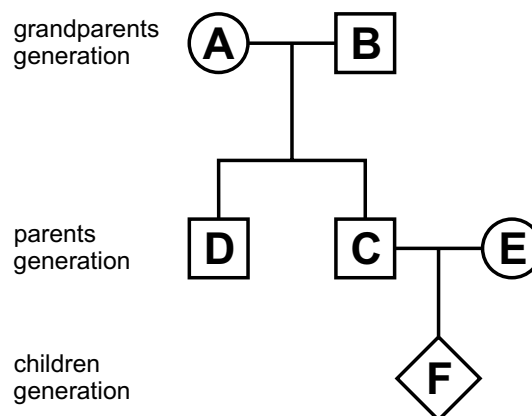 grandparents
generation
A B
parents
generation
D C E
children
generation
F